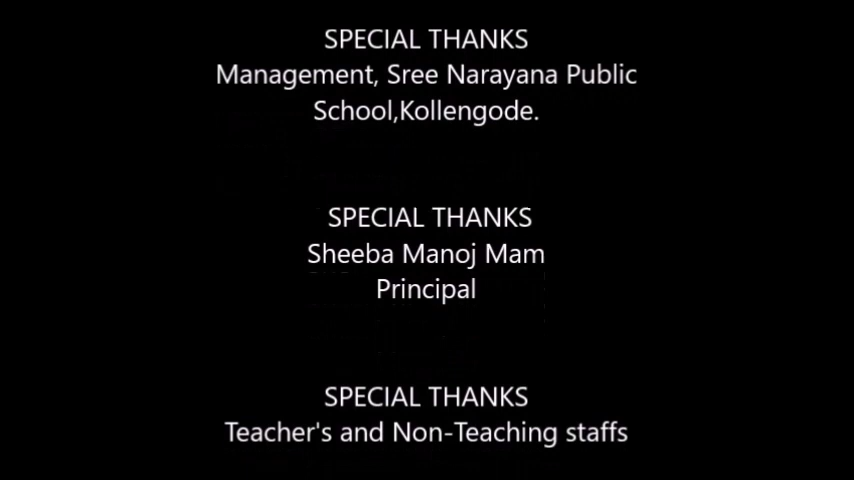 SPECIAL THANKS
Management, Sree Narayana Public
School,Kollengode.
SPECIAL THANKS
Sheeba Manoj Mam
Principal
SPECIAL THANKS
Teacher's and Non-Teaching staffs